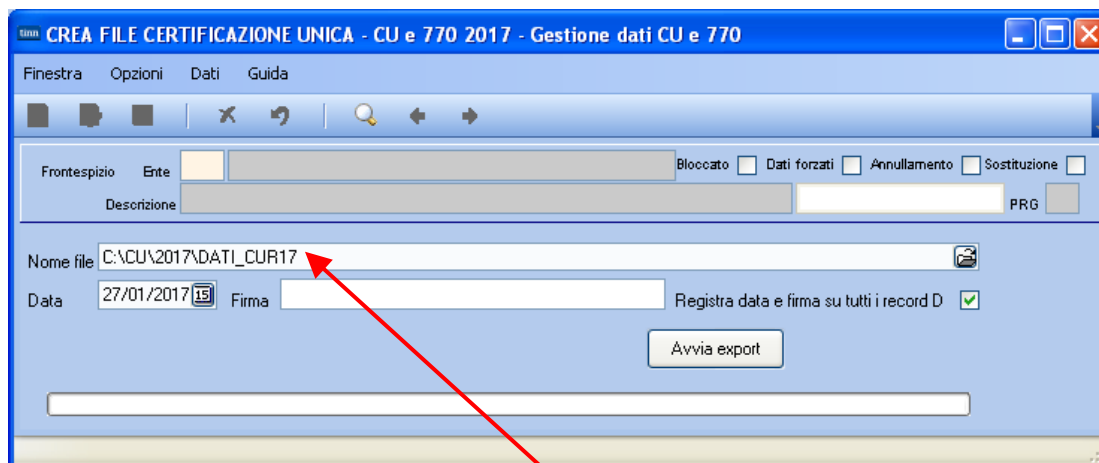 tinn CREA FILE CERTIFICAZIONE UNICA - CU e 770 2017 - Gestione dati CU e 770
Finestra Opzioni Dati Guida
Frontespizio Ente Bloccato Dati forzati Annullamento Sostituzione
Descrizione PRG
Nome file C:\CU\2017\DATI_CUR17
Data 27/01/2017 15 Firma Registra data e firma su tutti i record D
Avvia export